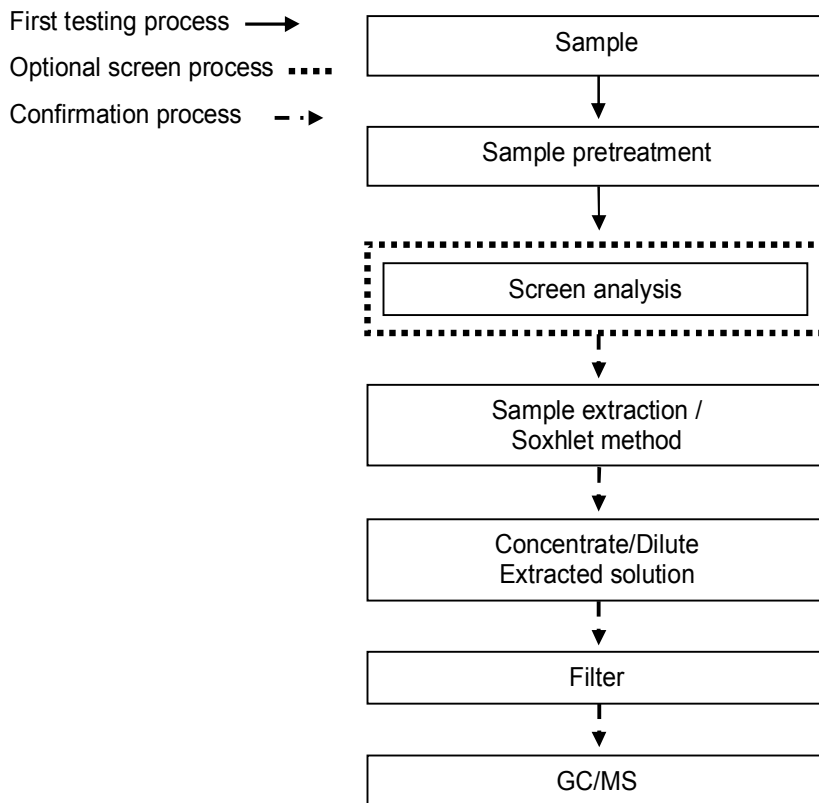 First testing process
Optional screen process
Confirmation process
Sample
Sample pretreatment
Screen analysis
Sample extraction /
Soxhlet method
Concentrate/Dilute
Extracted solution
Filter
GC/MS